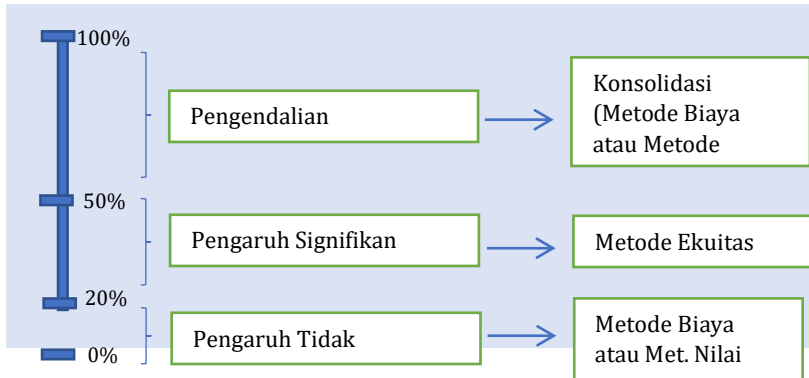 100%
Pengendalian
Konsolidasi
(Metode Biaya
atau Metode
50%
Pengaruh Signifikan
Metode Ekuitas
20%
Pengaruh Tidak
Metode Biaya
atau Met. Nilai
0%